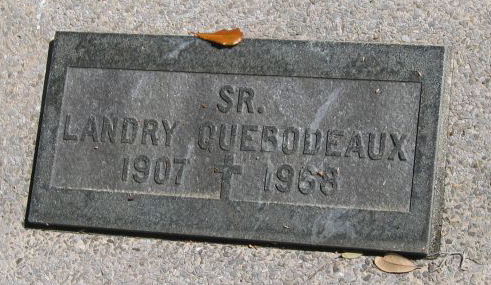 SR.
LANDRY QUEBODEAUX
1907 ✝ 1968